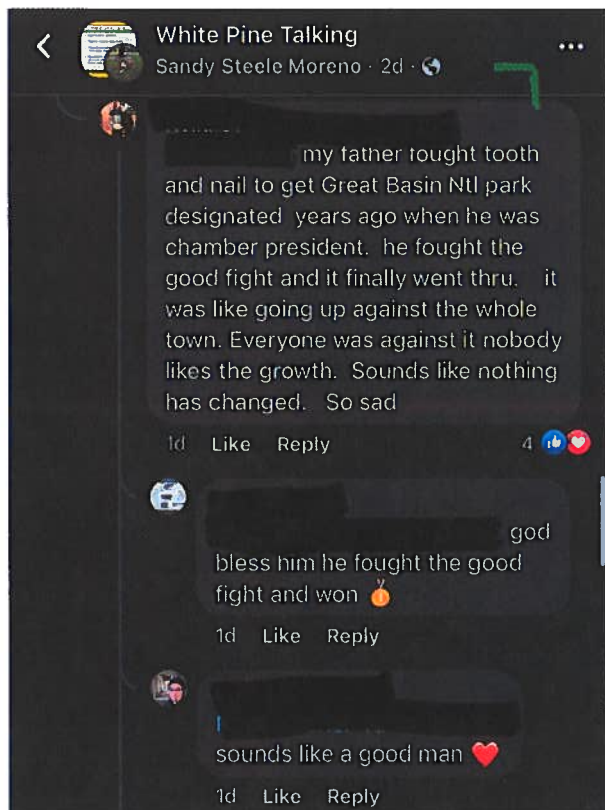 White Pine Talking
Sandy Steele Moreno · 2d ·
my father fought tooth
and nail to get Great Basin Ntl park
designated years ago when he was
chamber president. he fought the
good fight and it finally went thru. it
was like going up against the whole
town. Everyone was against it nobody
likes the growth. Sounds like nothing
has changed. So sad
1d Like Reply 4
god
bless him he fought the good
fight and won
1d Like Reply
sounds like a good man ❤️
1d Like Reply